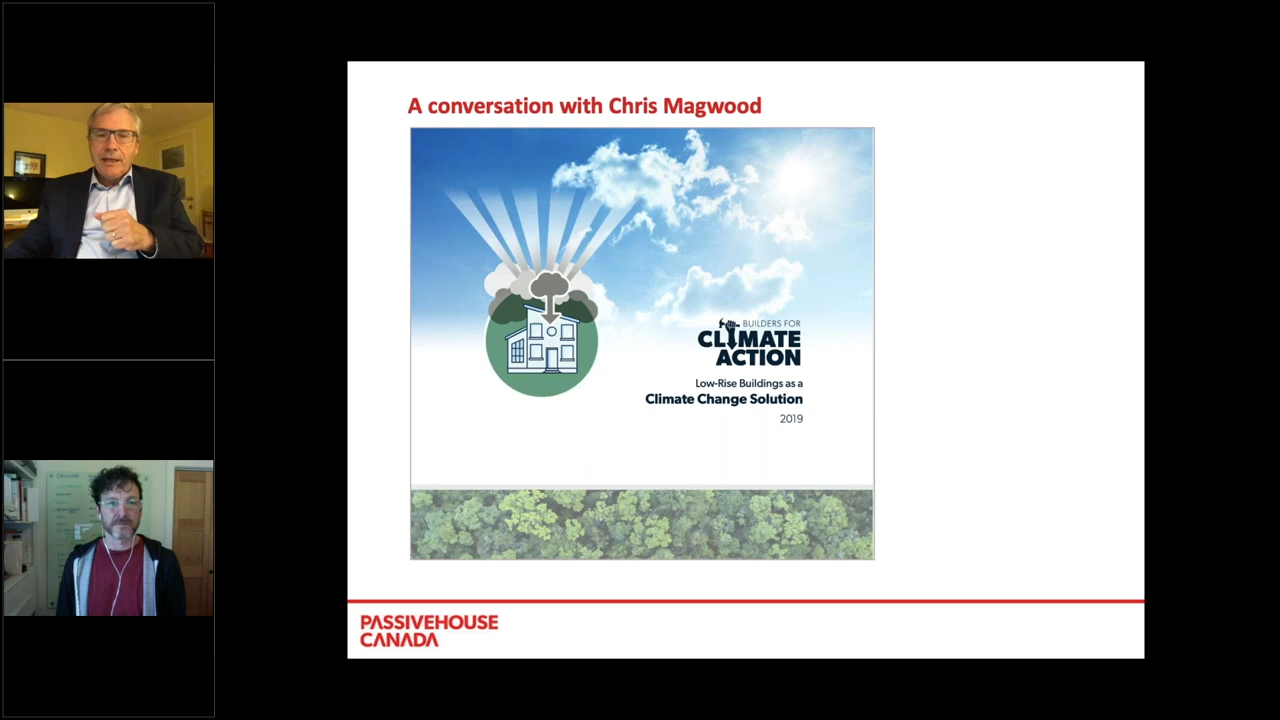 A conversation with Chris Magwood
BUILDERS FOR
CLIMATE
ACTION
Low-Rise Buildings as a
Climate Change Solution
2019
PASSIVEHOUSE
CANADA